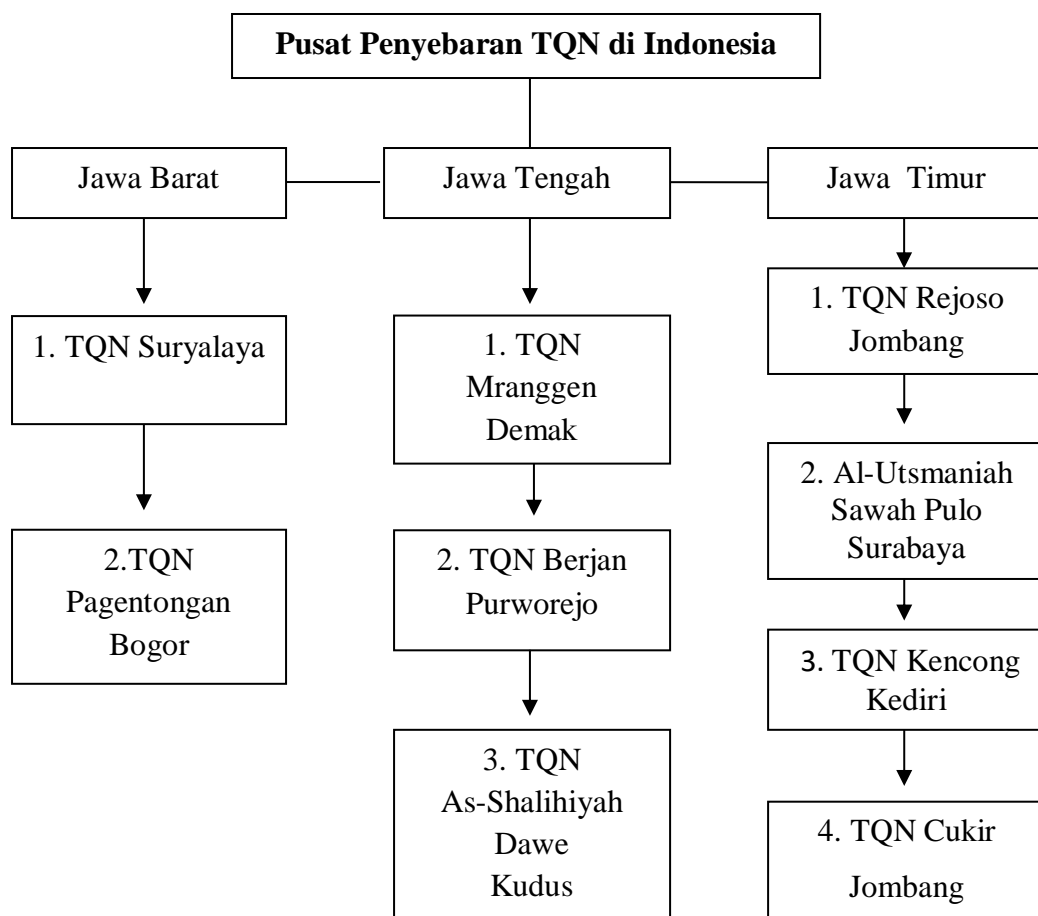 Pusat Penyebaran TQN di Indonesia
Jawa Barat
Jawa Tengah
Jawa Timur
1. TQN Suryalaya
2.TQN
Pagentongan
Bogor
1. TQN
Mranggen
Demak
2. TQN Berjan
Purworejo
3. TQN
As-Shalihiyah
Dawe
Kudus
1. TQN Rejoso
Jombang
2. Al-Utsmaniah
Sawah Pulo
Surabaya
3. TQN Kencong
Kediri
4. TQN Cukir
Jombang